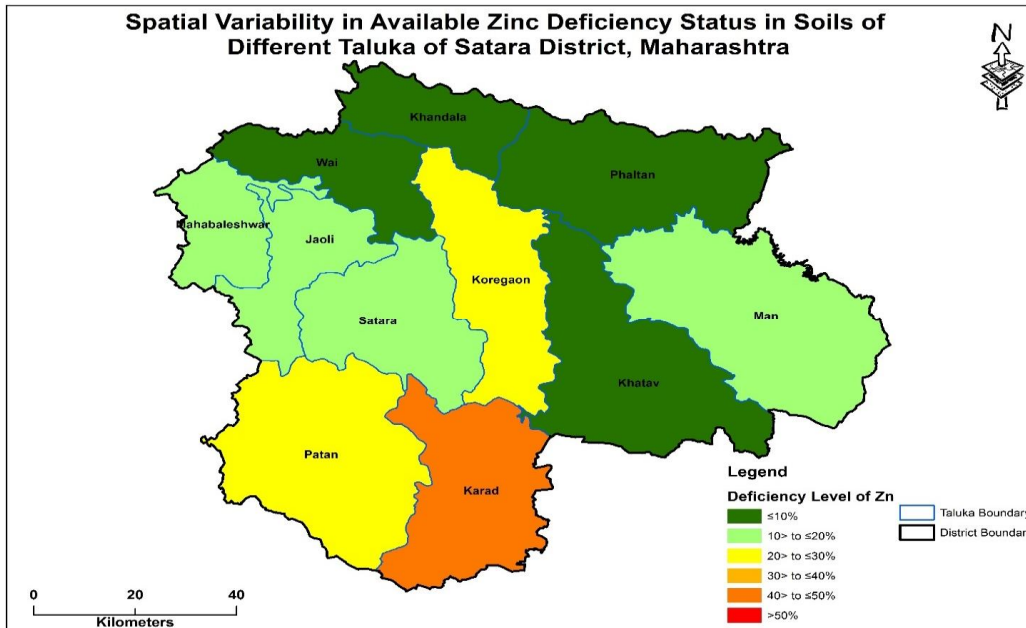 Spatial Variability in Available Zinc Deficiency Status in Soils of
Different Taluka of Satara District, Maharashtra
N
Khandala
Wai
Phaltan
Mahabaleshwar
Jaoli
Koregaon
Satara
Man
Khatav
Patan
Karad
Legend
Deficiency Level of Zn
≤10%
10> to ≤20%
20> to ≤30%
30> to ≤40%
40> to ≤50%
>50%
Taluka Boundary
District Boundar
0 20 40
Kilometers